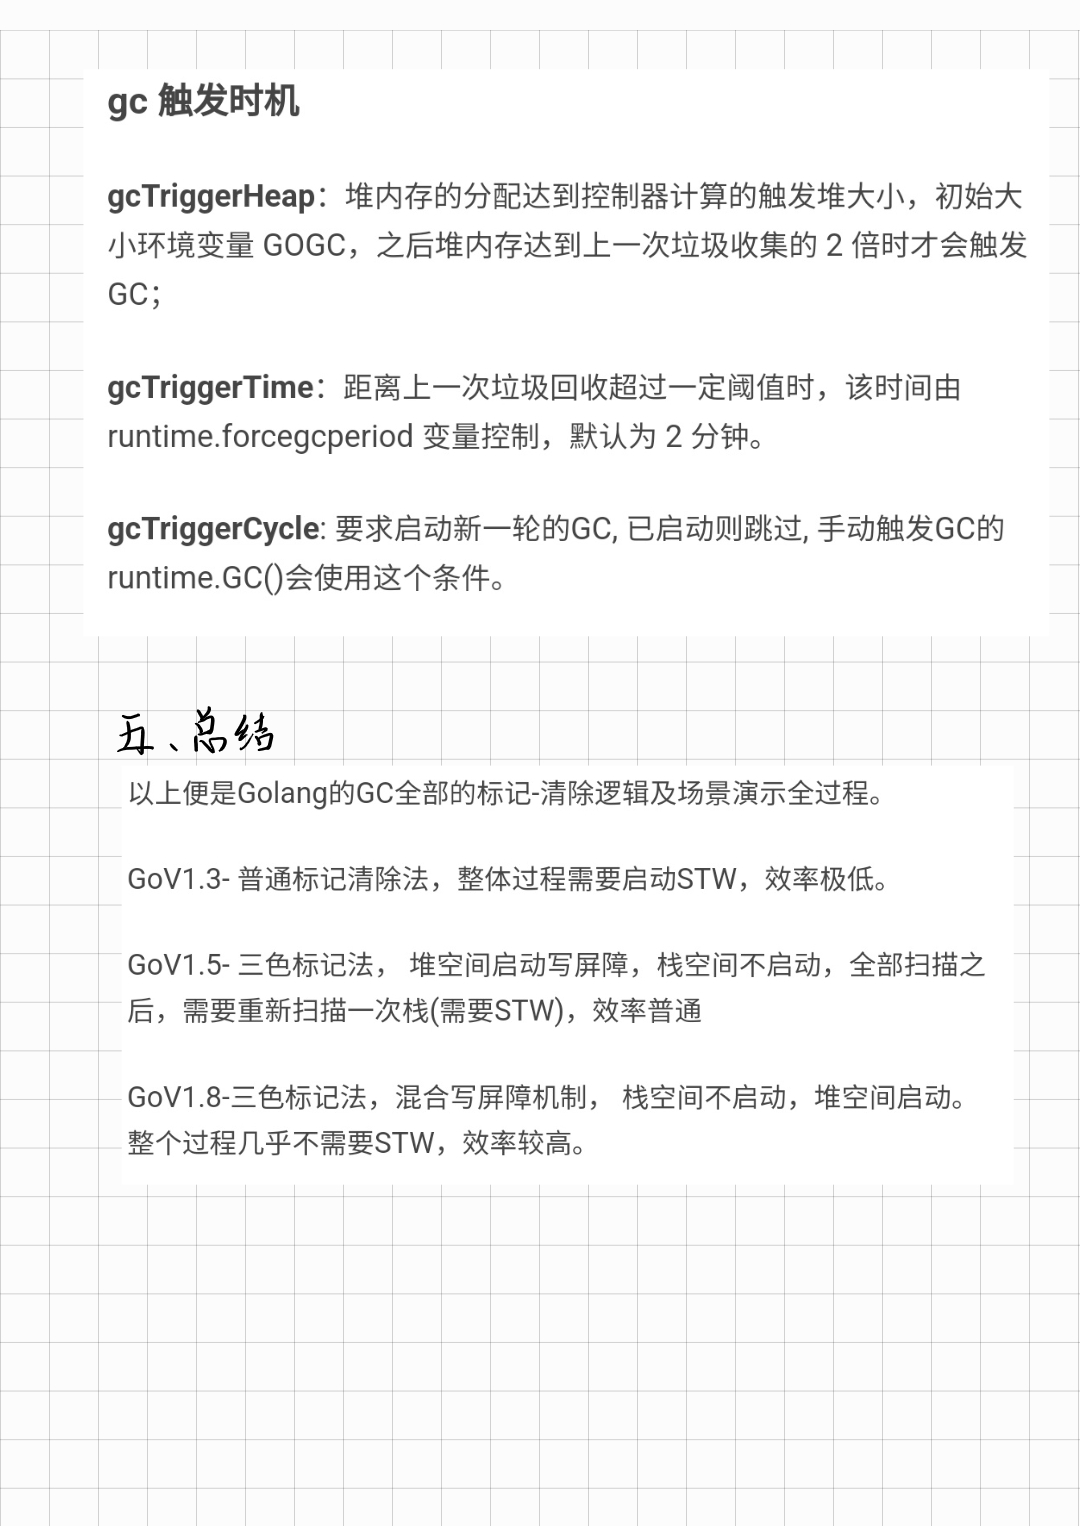 gc 触发时机
gcTriggerHeap：堆内存的分配达到控制器计算的触发堆大小，初始大
小环境变量 GOGC，之后堆内存达到上一次垃圾收集的 2 倍时才会触发
GC；
gcTriggerTime：距离上一次垃圾回收超过一定阈值时，该时间由
runtime.forcegcperiod 变量控制，默认为 2 分钟。
gcTriggerCycle: 要求启动新一轮的GC, 已启动则跳过, 手动触发GC的
runtime.GC()会使用这个条件。
五、总结
以上便是Golang的GC全部的标记-清除逻辑及场景演示全过程。
GoV1.3- 普通标记清除法，整体过程需要启动STW，效率极低。
GoV1.5- 三色标记法， 堆空间启动写屏障，栈空间不启动，全部扫描之
后，需要重新扫描一次栈(需要STW)，效率普通
GoV1.8-三色标记法，混合写屏障机制， 栈空间不启动，堆空间启动。
整个过程几乎不需要STW，效率较高。